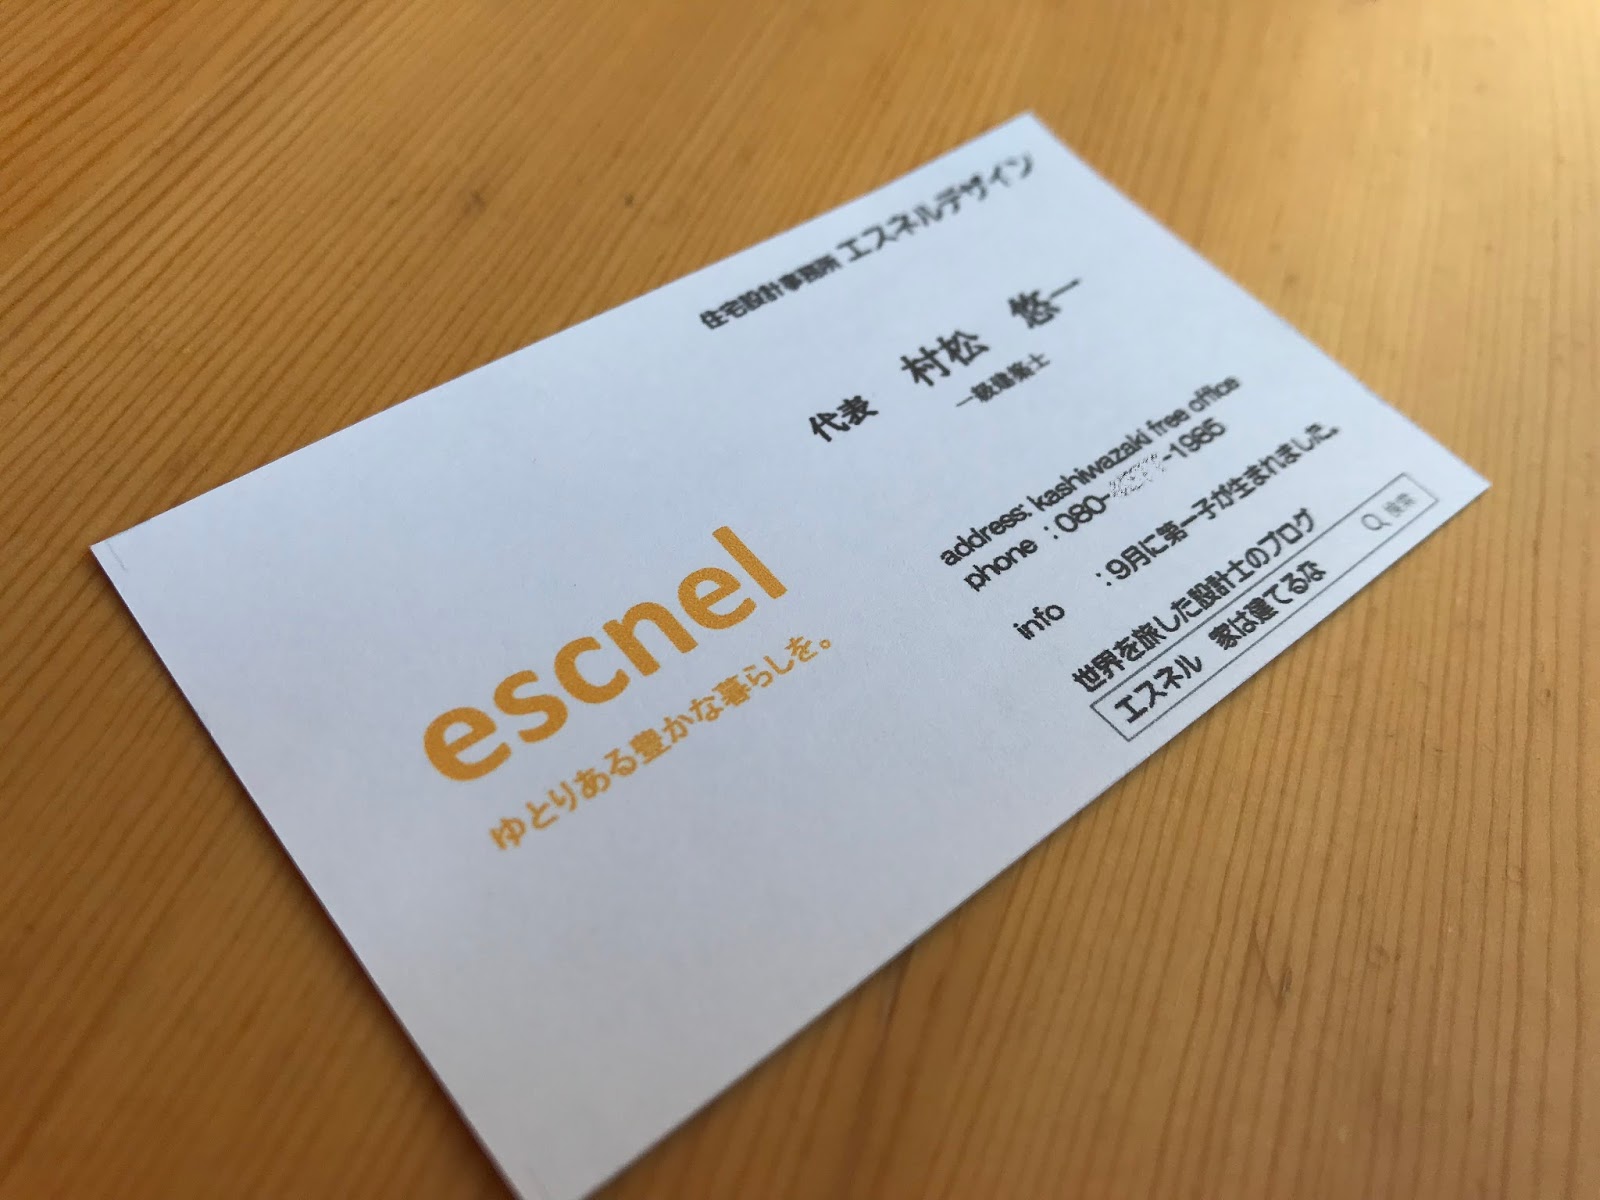 escnel
ゆとりある豊かな暮らしを。
住宅設計事務所 エスネルデザイン
代表 村松 悠一
一級建築士
address: kashiwazaki free office
phone : 080- -1985
info : 9月に第一子が生まれました。
世界を旅した設計士のブログ
エスネル 家は建てるな 検索